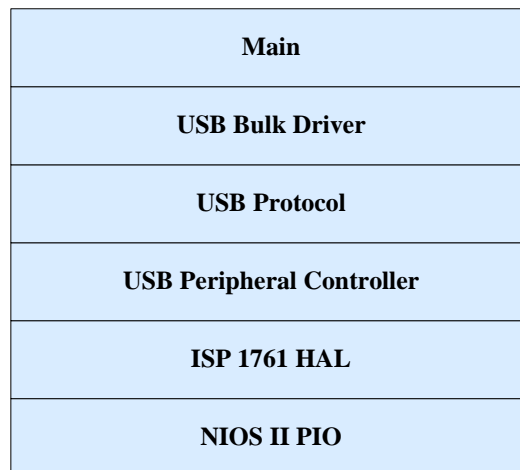 Main
USB Bulk Driver
USB Protocol
USB Peripheral Controller
ISP 1761 HAL
NIOS II PIO